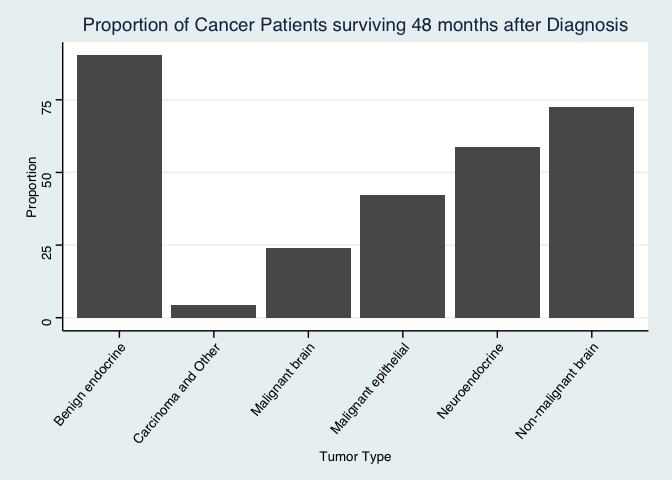 Proportion of Cancer Patients surviving 48 months after Diagnosis
Proportion
75
50
25
0
Benign endocrine
Carcinoma and Other
Malignant brain
Malignant epithelial
Neuroendocrine
Non-malignant brain
Tumor Type